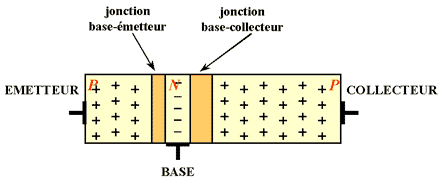 jonction
base-émetteur
jonction
base-collecteur
EMETTEUR
P N P
COLLECTEUR
BASE